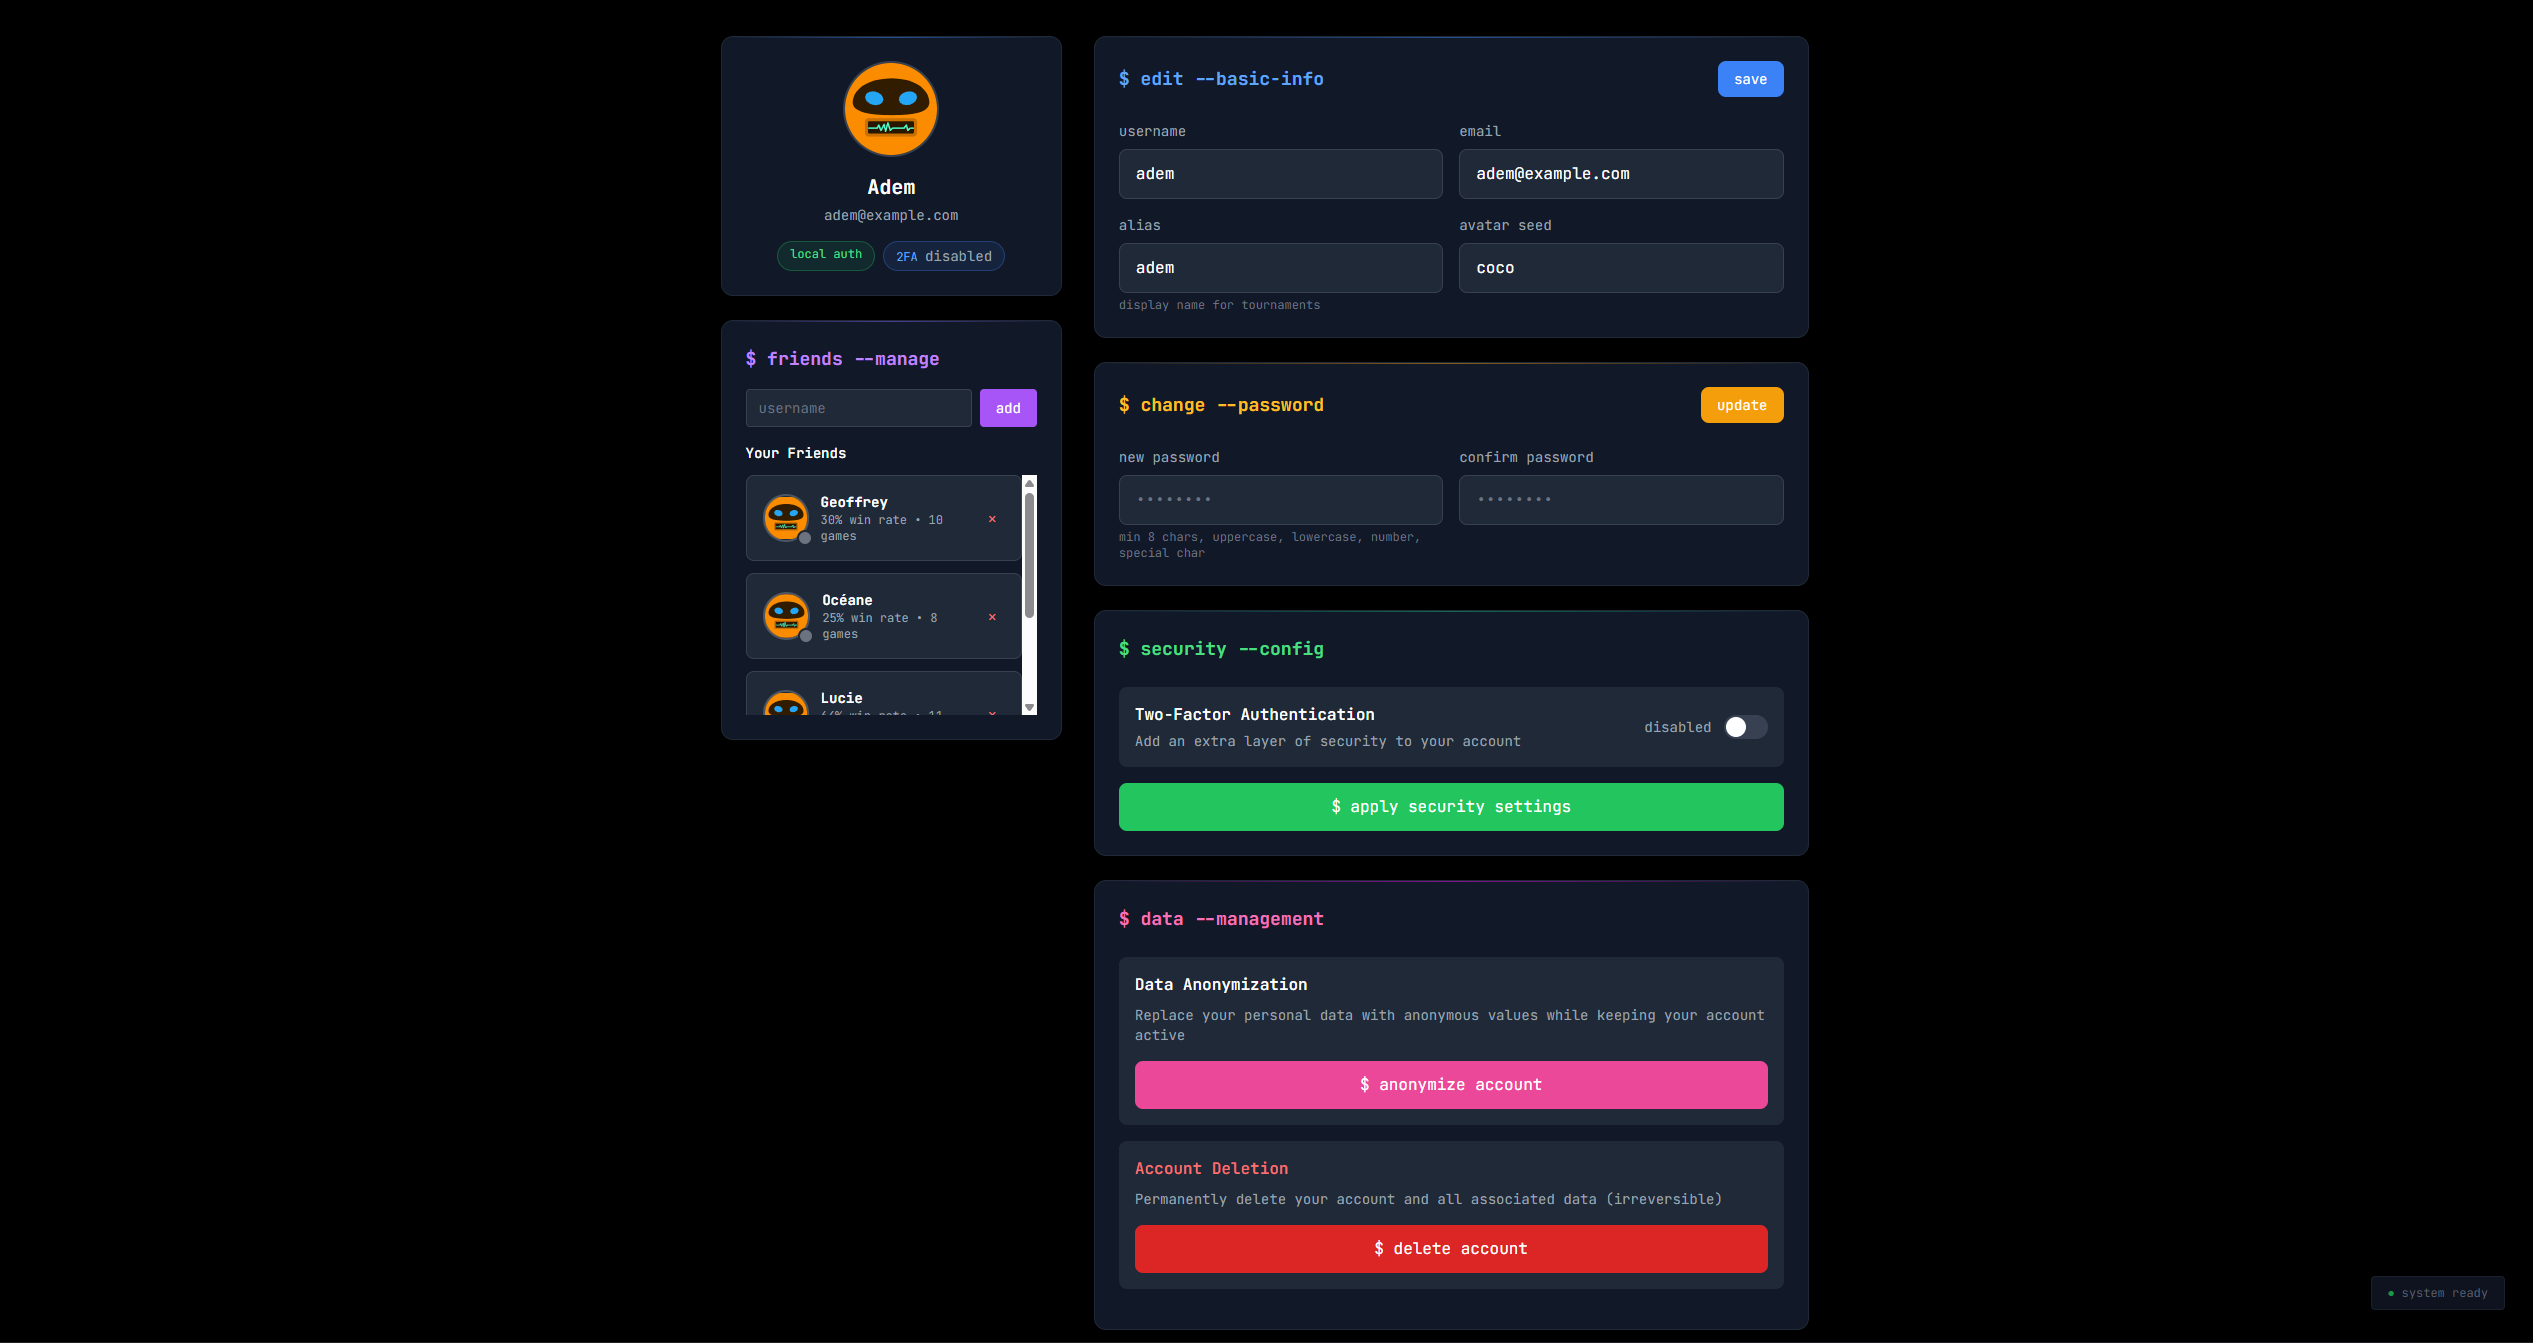 Adem
adem@example.com
local auth
2FA disabled
$ friends --manage
username
add
Your Friends
Geoffrey
30% win rate • 10
games
×
Océane
25% win rate • 8
games
×
Lucie
win rate • 11
×
$ edit --basic-info
save
username
email
adem
adem@example.com
alias
avatar seed
adem
coco
display name for tournaments
$ change --password
update
new password
confirm password
••••••••
••••••••
min 8 chars, uppercase, lowercase, number,
special char
$ security --config
Two-Factor Authentication
Add an extra layer of security to your account
disabled
$ apply security settings
$ data --management
Data Anonymization
Replace your personal data with anonymous values while keeping your account
active
$ anonymize account
Account Deletion
Permanently delete your account and all associated data (irreversible)
$ delete account
● system ready